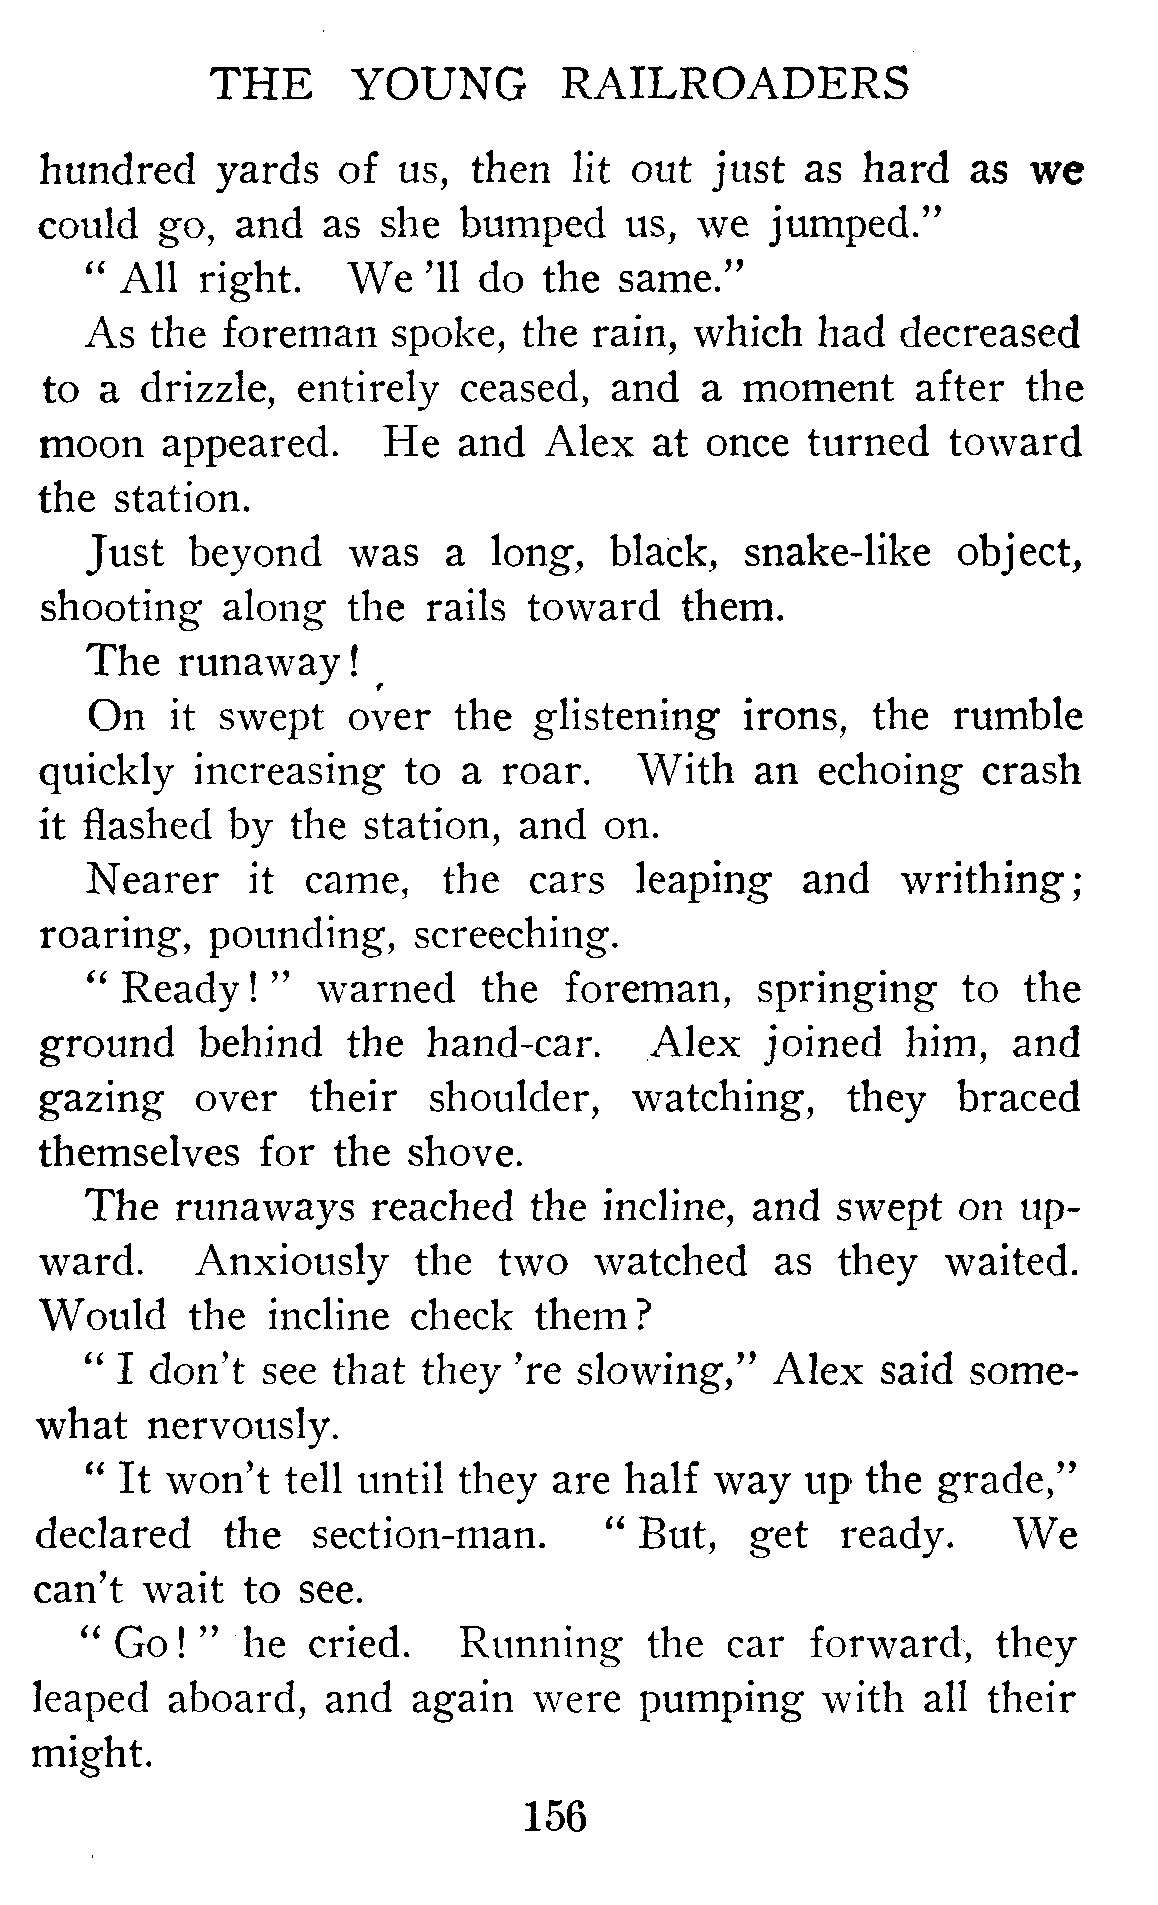 THE YOUNG RAILROADERS
hundred yards of us, then lit out just as hard as we
could go, and as she bumped us, we jumped."
" All right. We 'll do the same."
As the foreman spoke, the rain, which had decreased
to a drizzle, entirely ceased, and a moment after the
moon appeared. He and Alex at once turned toward
the station.
Just beyond was a long, black, snake-like object,
shooting along the rails toward them.
The runaway!
On it swept over the glistening irons, the rumble
quickly increasing to a roar. With an echoing crash
it flashed by the station, and on.
Nearer it came, the cars leaping and writhing;
roaring, pounding, screeching.
" Ready! " warned the foreman, springing to the
ground behind the hand-car. Alex joined him, and
gazing over their shoulder, watching, they braced
themselves for the shove.
The runaways reached the incline, and swept on up-
ward. Anxiously the two watched as they waited.
Would the incline check them?
" I don't see that they 're slowing," Alex said some-
what nervously.
" It won't tell until they are half way up the grade,"
declared the section-man. " But, get ready. We
can't wait to see.
" Go! " he cried. Running the car forward, they
leaped aboard, and again were pumping with all their
might.
156